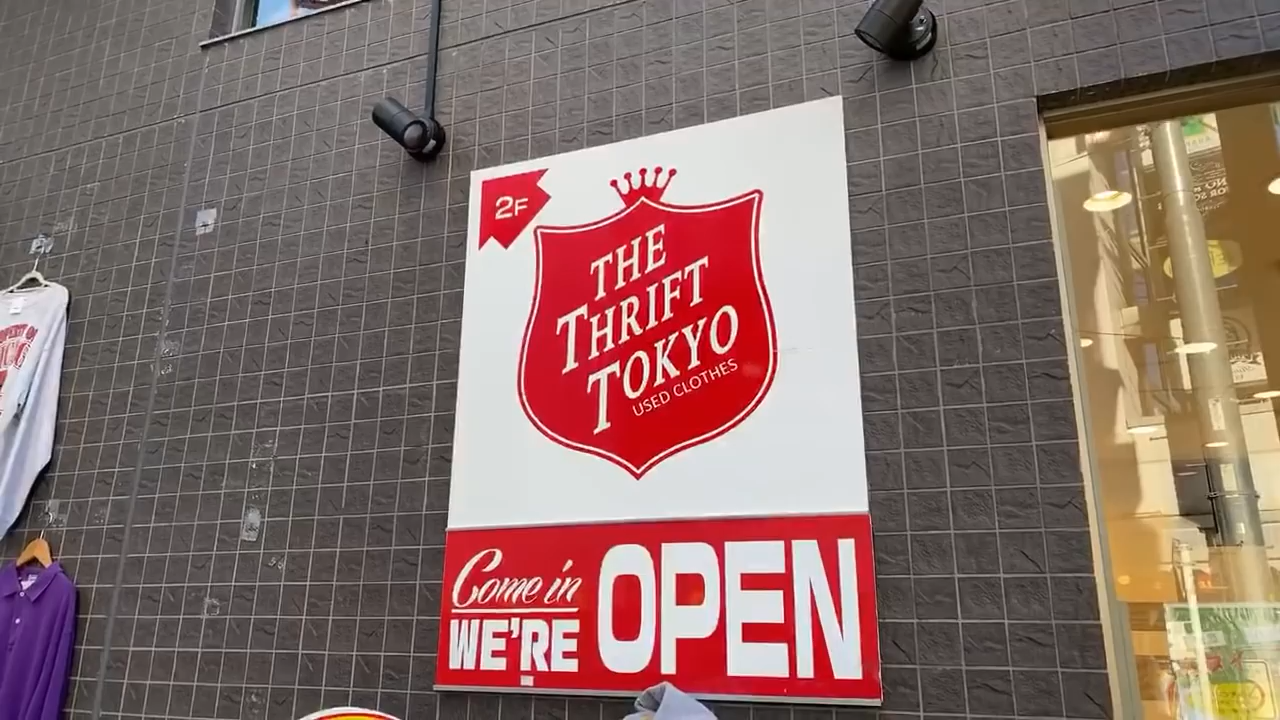 2F
THE
THRIFT
TOKYO
USED CLOTHES
Come in
WE'RE
OPEN